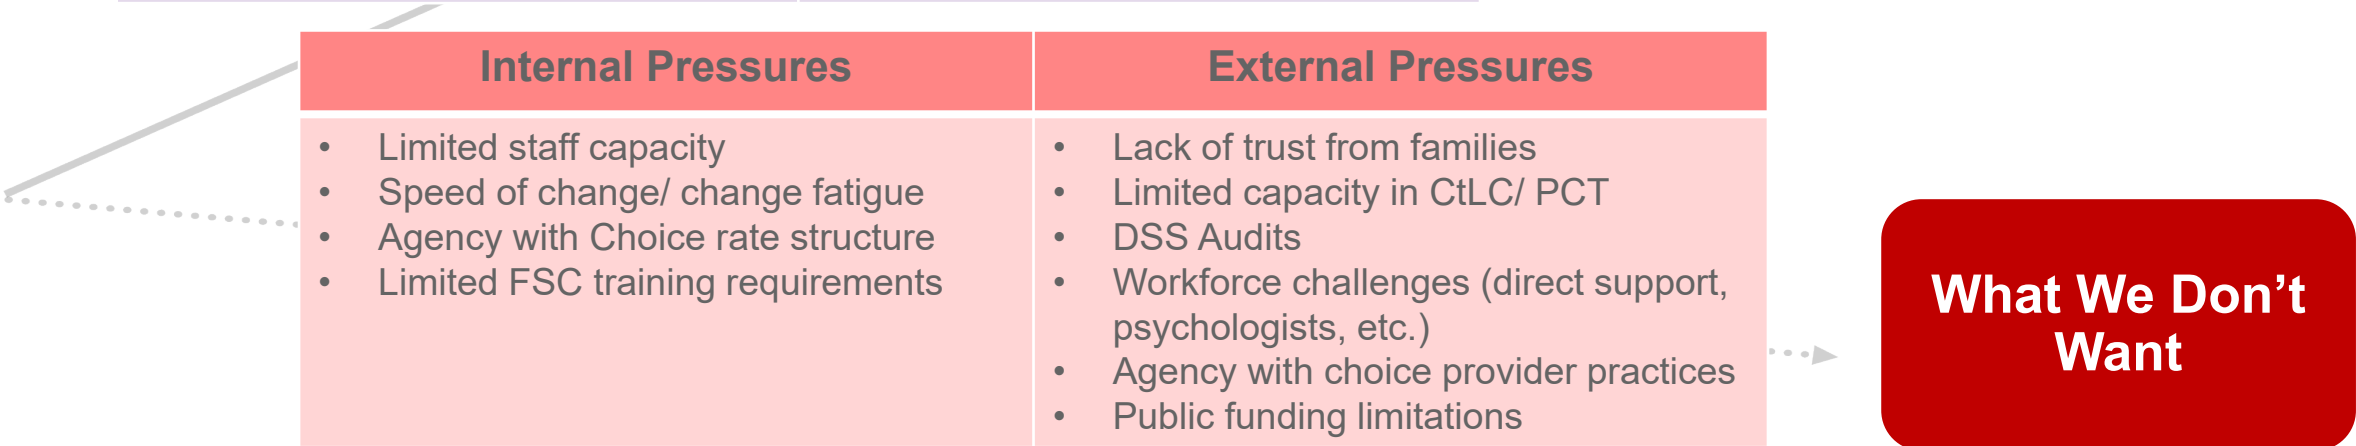 Internal Pressures
External Pressures
• Limited staff capacity
• Speed of change/ change fatigue
• Agency with Choice rate structure
• Limited FSC training requirements
• Lack of trust from families
• Limited capacity in CtLC/ PCT
• DSS Audits
• Workforce challenges (direct support,
psychologists, etc.)
• Agency with choice provider practices
• Public funding limitations
What We Don’t
Want